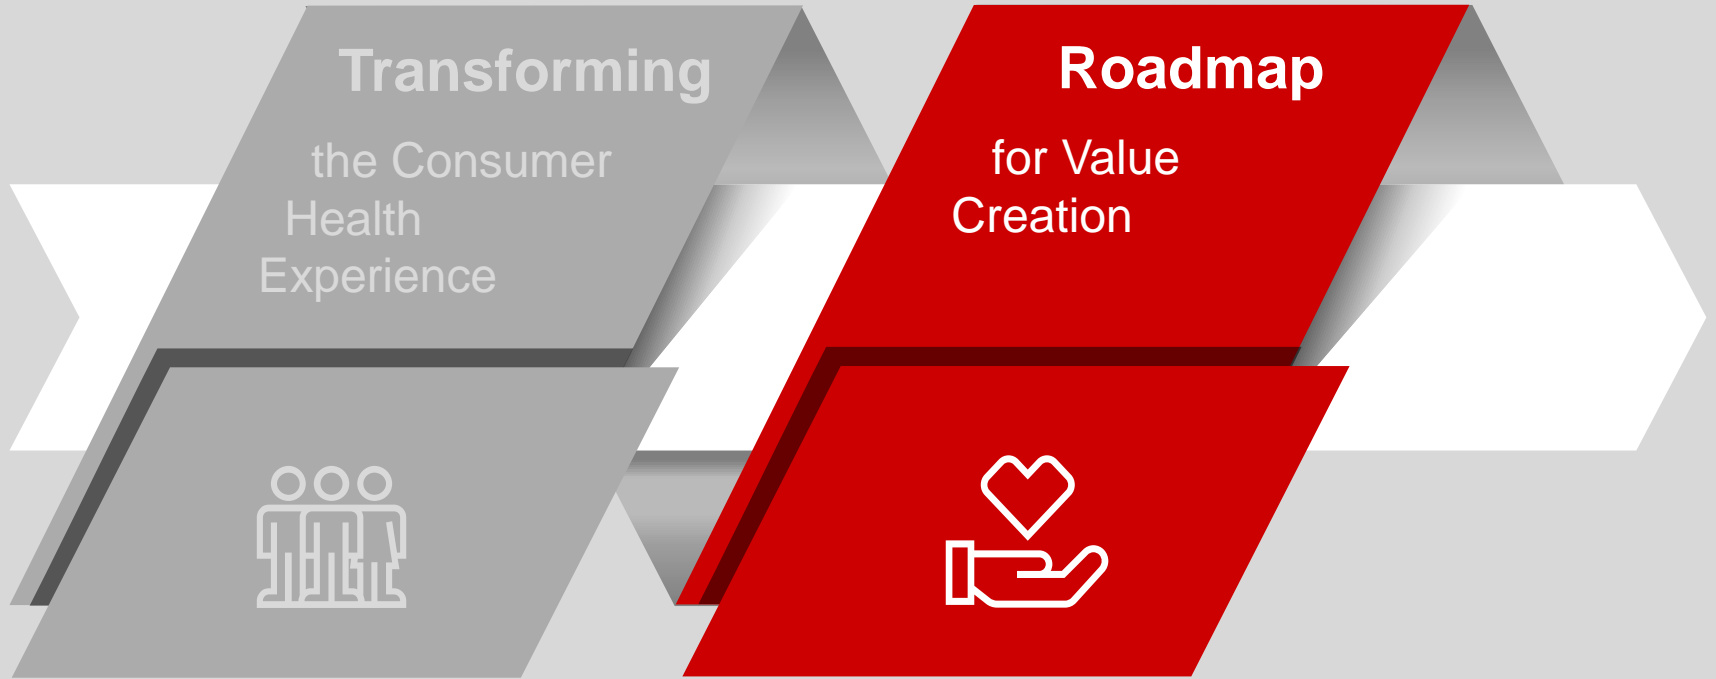 Transforming
the Consumer
Health
Experience
Roadmap
for Value
Creation